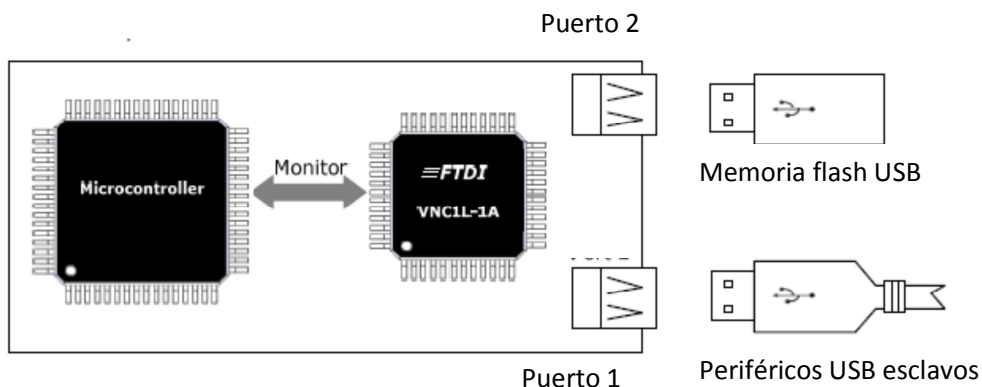 Puerto 2
Microcontroller
Monitor
FTDI
VNC1L-1A
Memoria flash USB
Puerto 1
Periféricos USB esclavos